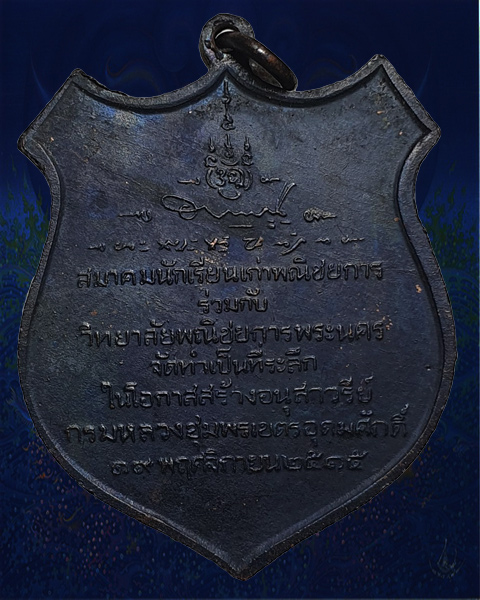 สมาคมนักเรียนเก่าพณิชยการ
ร่วมกับ
วิทยาลัยพณิชยการพระนคร
จัดทำเป็นที่ระลึก
ในโอกาสสร้างอนุสาวรีย์
กรมหลวงชุมพรเขตรอุดมศักดิ์
๑๙ พฤศจิกายน ๒๕๑๕